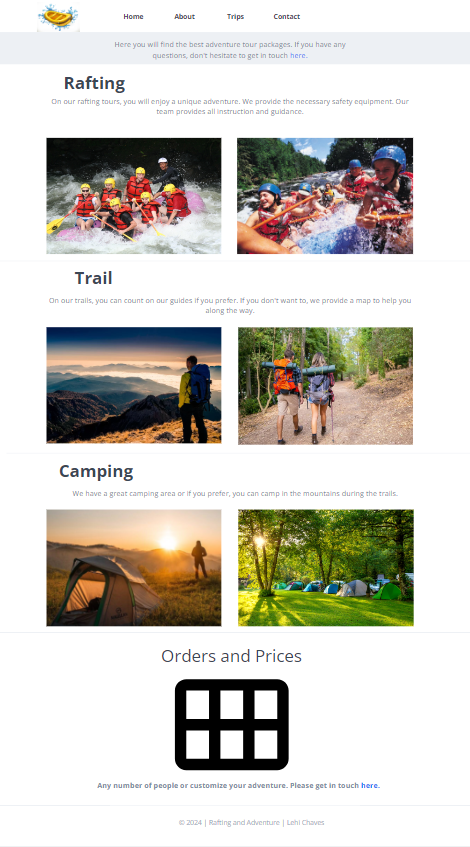 Home About Trips Contact
Here you will find the best adventure tour packages. If you have any
questions, don't hesitate to get in touch here.
Rafting
On our rafting tours, you will enjoy a unique adventure. We provide the necessary safety equipment. Our
team provides all instruction and guidance.
Trail
On our trails, you can count on our guides if you prefer. If you don't want to, we provide a map to help you
along the way.
Camping
We have a great camping area or if you prefer, you can camp in the mountains during the trails.
Orders and Prices
Any number of people or customize your adventure. Please get in touch here.
© 2024 | Rafting and Adventure | Lehi Chaves